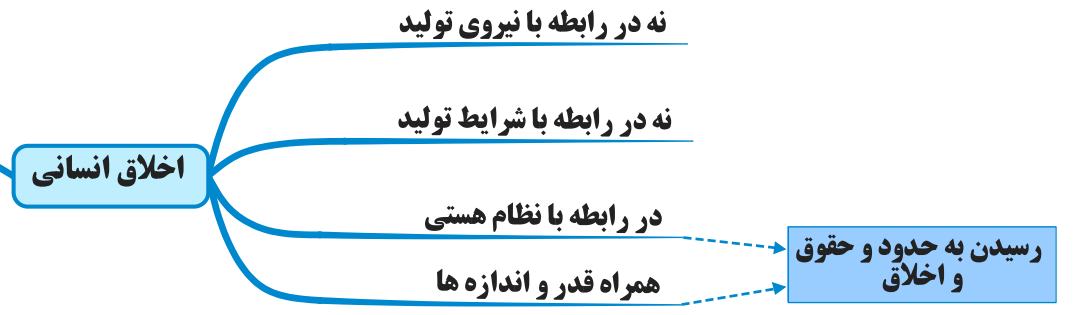 نه در رابطه با نیروی تولید
نه در رابطه با شرایط تولید
اخلاق انسانی
در رابطه با نظام هستی
رسیدن به حدود و حقوق
و اخلاق
همراه قدر و اندازه ها